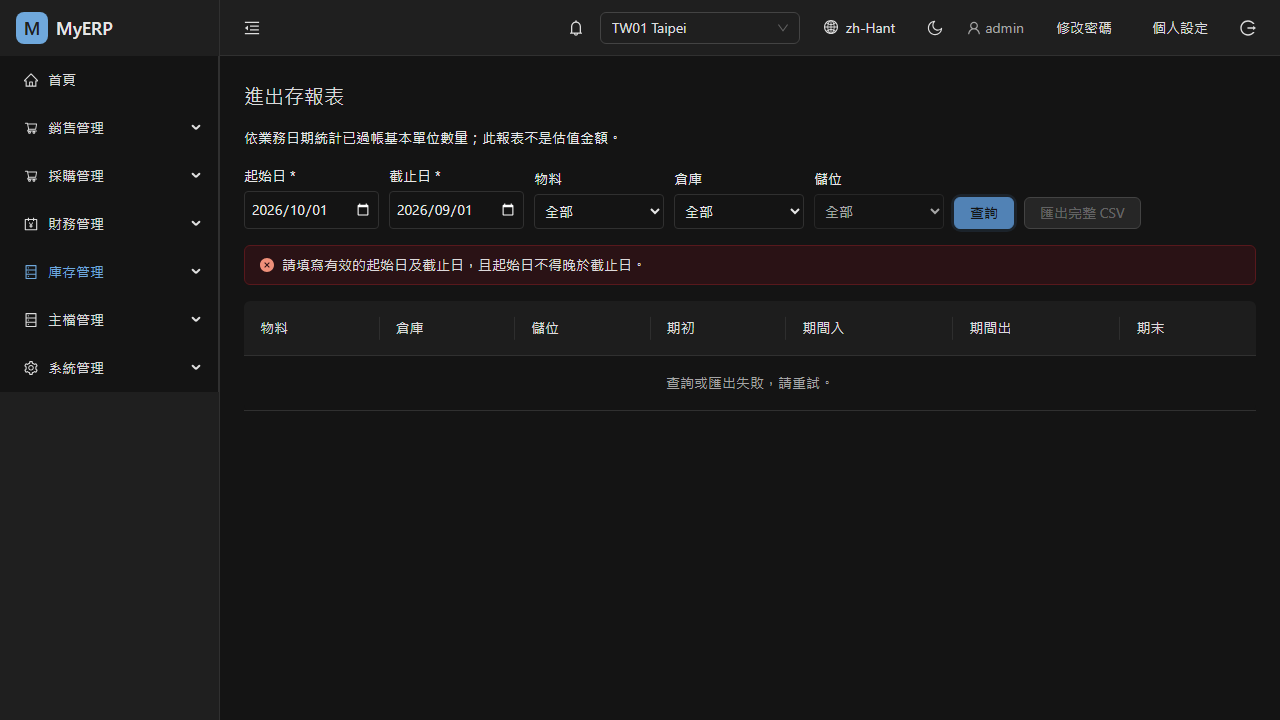 M MyERP
TW01 Taipei
zh-Hant
admin
修改密碼
個人設定
首頁
銷售管理
採購管理
財務管理
庫存管理
主檔管理
系統管理
進出存報表
依業務日期統計已過帳基本單位數量；此報表不是估值金額。
起始日 * 截止日 * 物料 倉庫 儲位
2026/10/01 2026/09/01 全部 全部 全部 查詢 匯出完整 CSV
請填寫有效的起始日及截止日，且起始日不得晚於截止日。
物料 倉庫 儲位 期初 期間入 期間出 期末
查詢或匯出失敗，請重試。